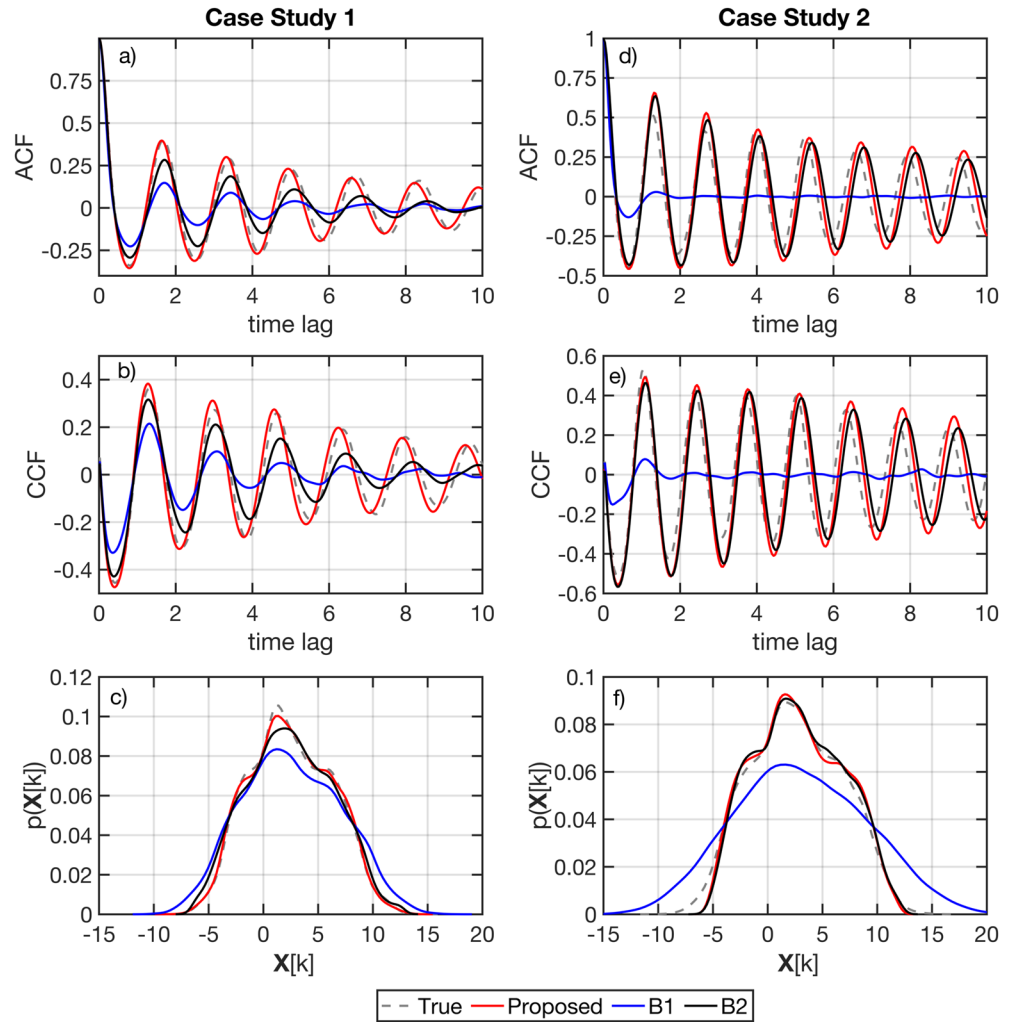 Case Study 1
Case Study 2
a)
0.75
0.5
0.25
0
-0.25
ACF
0 2 4 6 8 10
time lag
d)
1
0.75
0.5
0.25
0
-0.25
-0.5
ACF
0 2 4 6 8 10
time lag
b)
0.4
0.2
0
-0.2
-0.4
CCF
0 2 4 6 8 10
time lag
e)
0.6
0.4
0.2
0
-0.2
-0.4
-0.6
CCF
0 2 4 6 8 10
time lag
c)
0.12
0.1
0.08
0.06
0.04
0.02
0
p(X[k])
-15 -10 -5 0 5 10 15 20
X[k]
f)
0.1
0.08
0.06
0.04
0.02
0
p(X[k])
-15 -10 -5 0 5 10 15 20
X[k]
True Proposed B1 B2